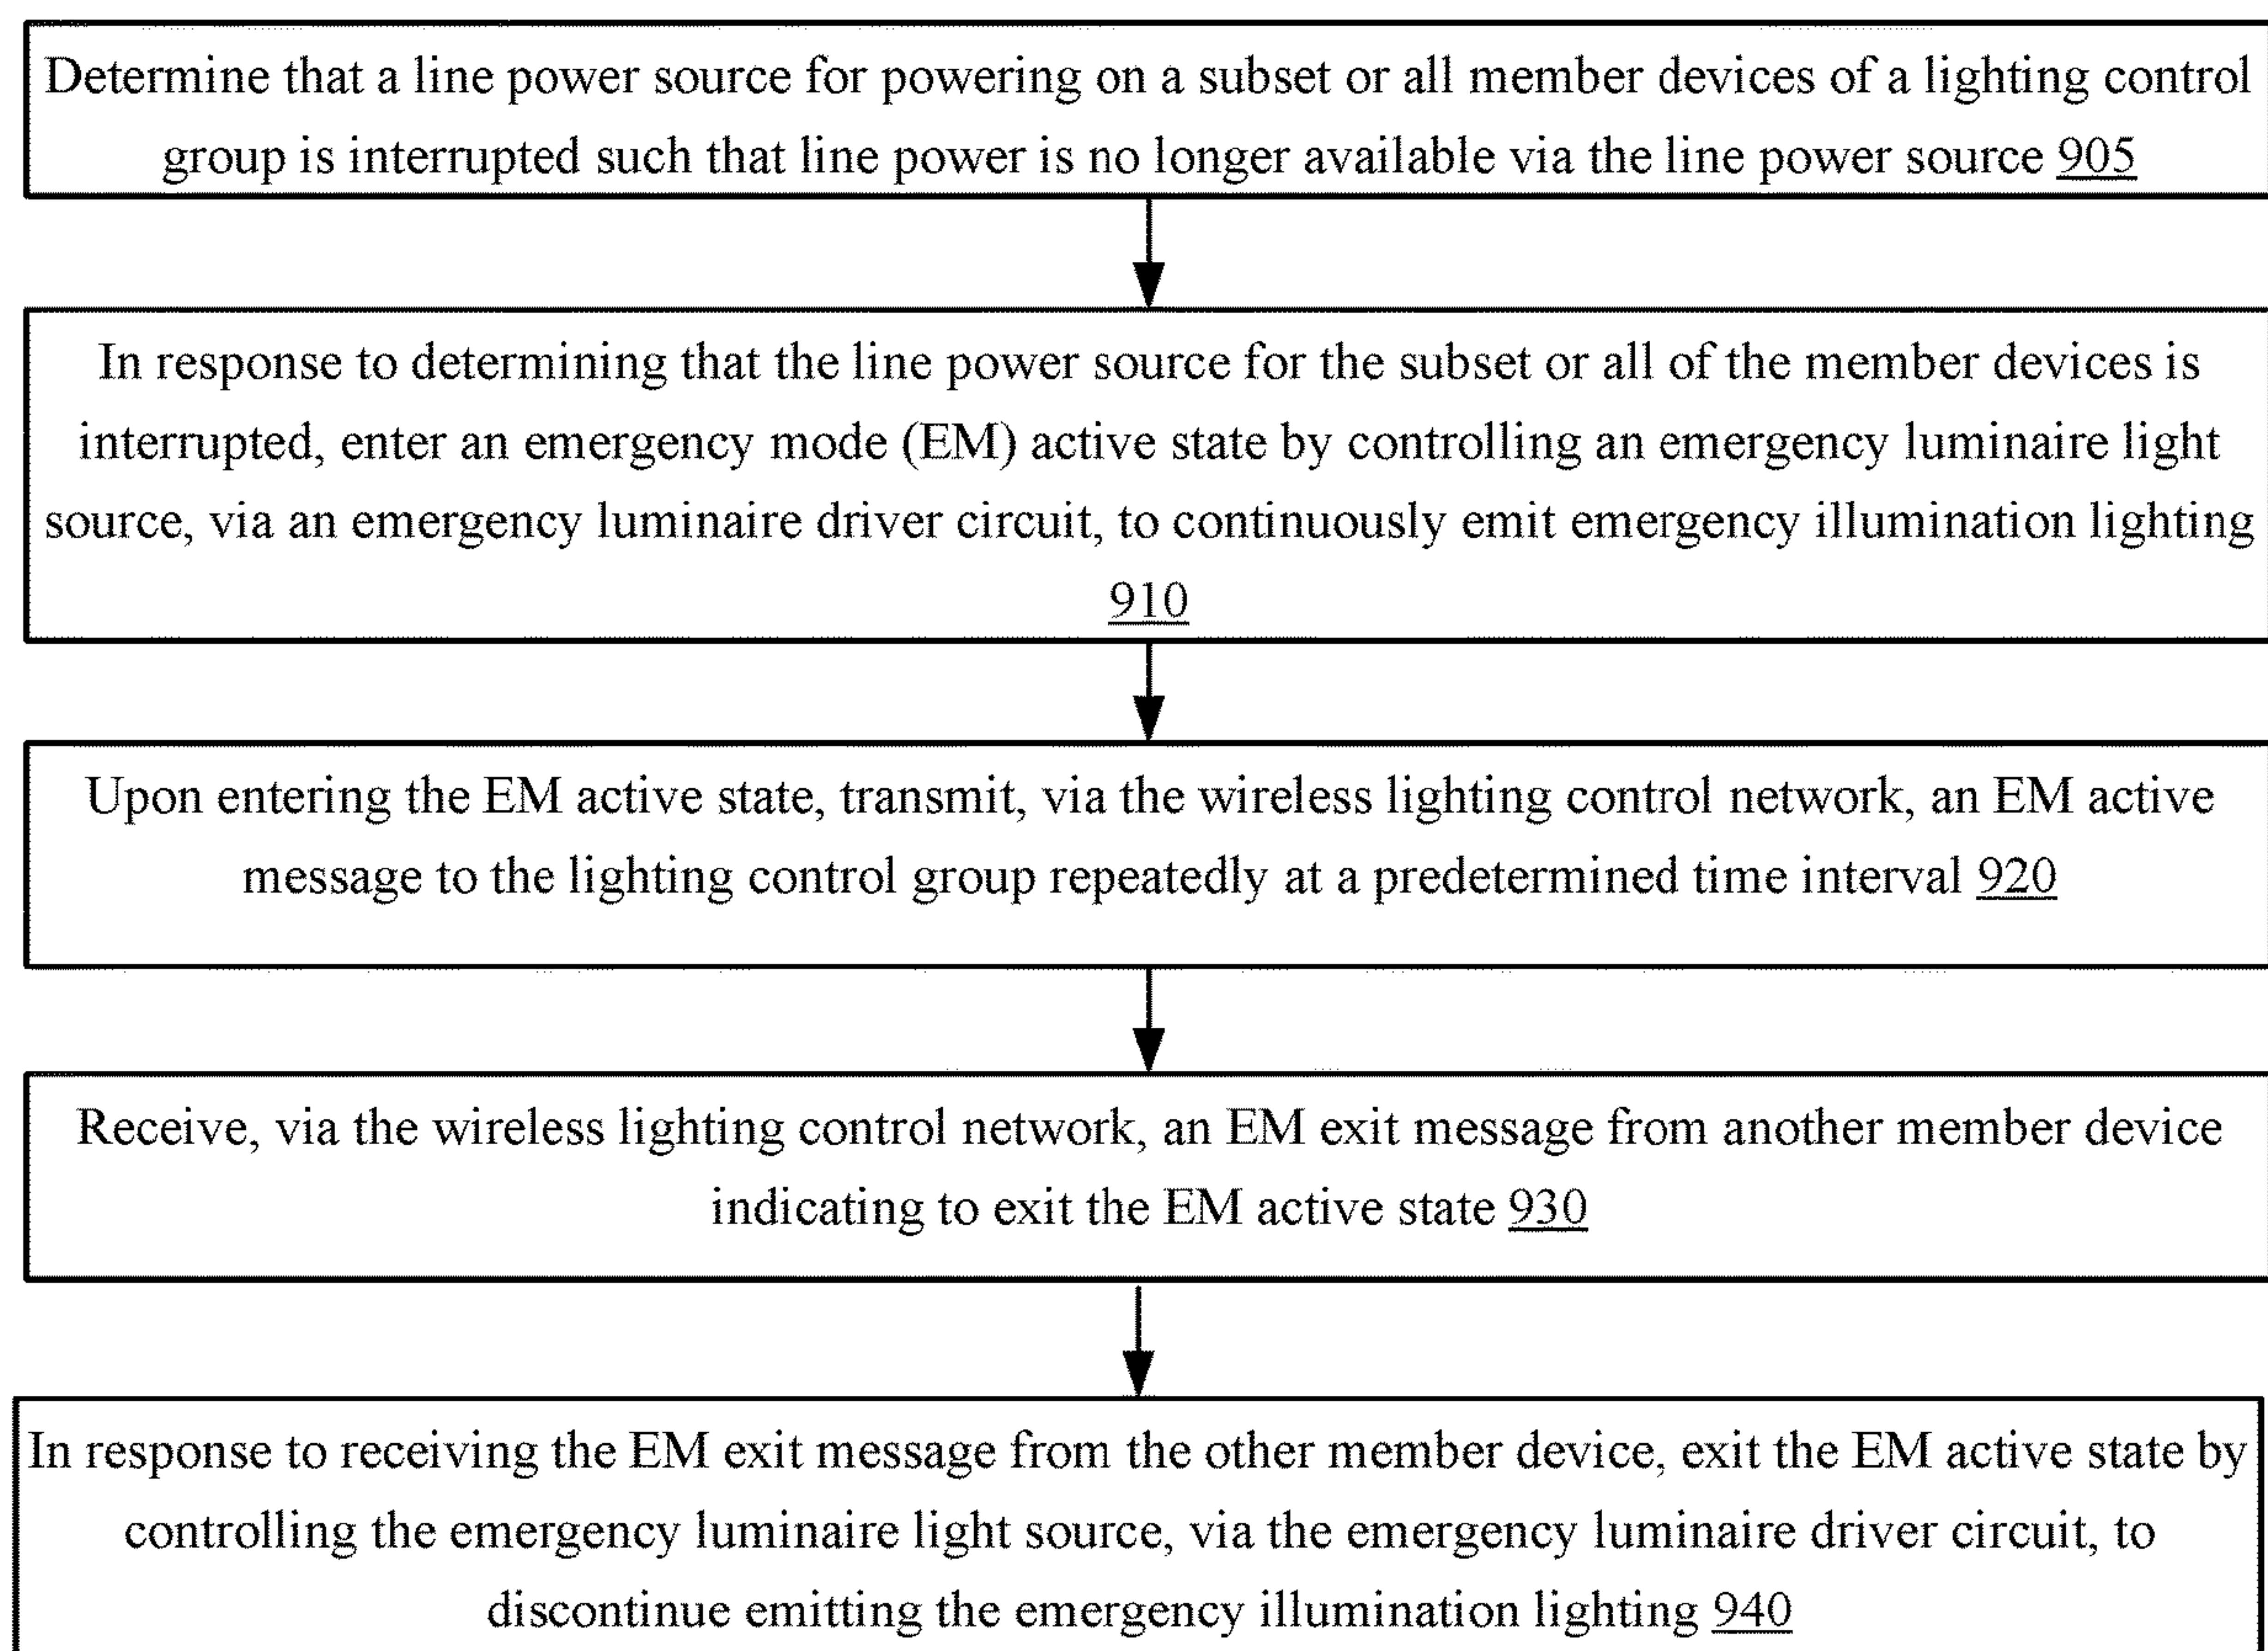 Determine that a line power source for powering on a subset or all member devices of a lighting control
group is interrupted such that line power is no longer available via the line power source 905
In response to determining that the line power source for the subset or all of the member devices is
interrupted, enter an emergency mode (EM) active state by controlling an emergency luminaire light
source, via an emergency luminaire driver circuit, to continuously emit emergency illumination lighting
910
Upon entering the EM active state, transmit, via the wireless lighting control network, an EM active
message to the lighting control group repeatedly at a predetermined time interval 920
Receive, via the wireless lighting control network, an EM exit message from another member device
indicating to exit the EM active state 930
In response to receiving the EM exit message from the other member device, exit the EM active state by
controlling the emergency luminaire light source, via the emergency luminaire driver circuit, to
discontinue emitting the emergency illumination lighting 940